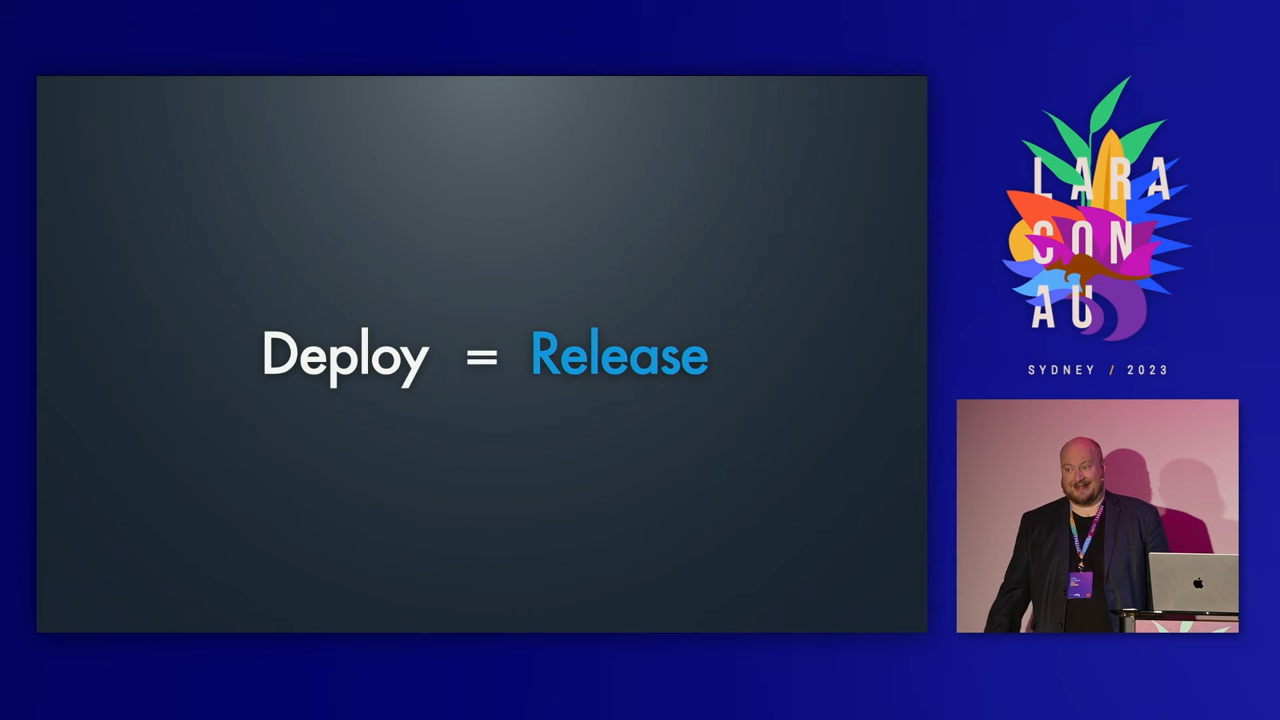 Deploy = Release
LARA
CON
AU
SYDNEY / 2023